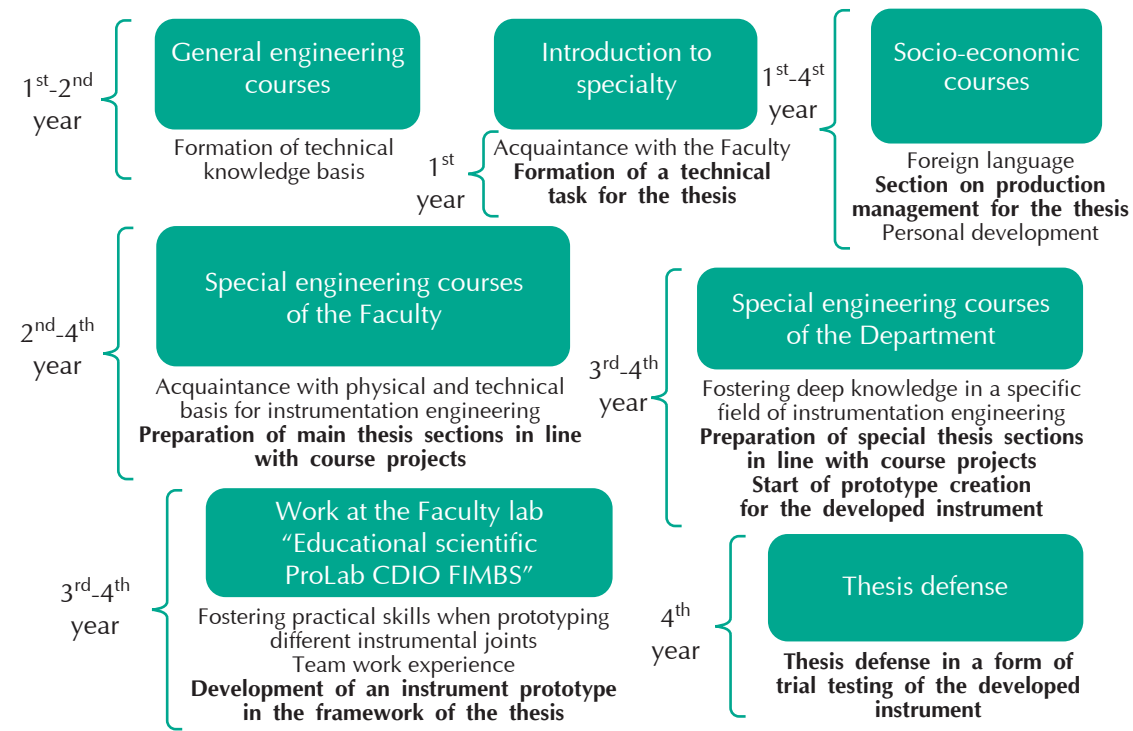 1st-2nd
year
General engineering
courses
Formation of technical
knowledge basis
1st
year
Introduction to
specialty
Acquaintance with the Faculty
Formation of a technical
task for the thesis
1st-4st
year
Socio-economic
courses
Foreign language
Section on production
management for the thesis
Personal development
2nd-4th
year
Special engineering courses
of the Faculty
Acquaintance with physical and technical
basis for instrumentation engineering
Preparation of main thesis sections in line
with course projects
3rd-4th
year
Special engineering courses
of the Department
Fostering deep knowledge in a specific
field of instrumentation engineering
Preparation of special thesis sections
in line with course projects
Start of prototype creation
for the developed instrument
3rd-4th
year
Work at the Faculty lab
“Educational scientific
ProLab CDIO FIMBS”
Fostering practical skills when prototyping
different instrumental joints
Team work experience
Development of an instrument prototype
in the framework of the thesis
4th
year
Thesis defense
Thesis defense in a form of
trial testing of the developed
instrument